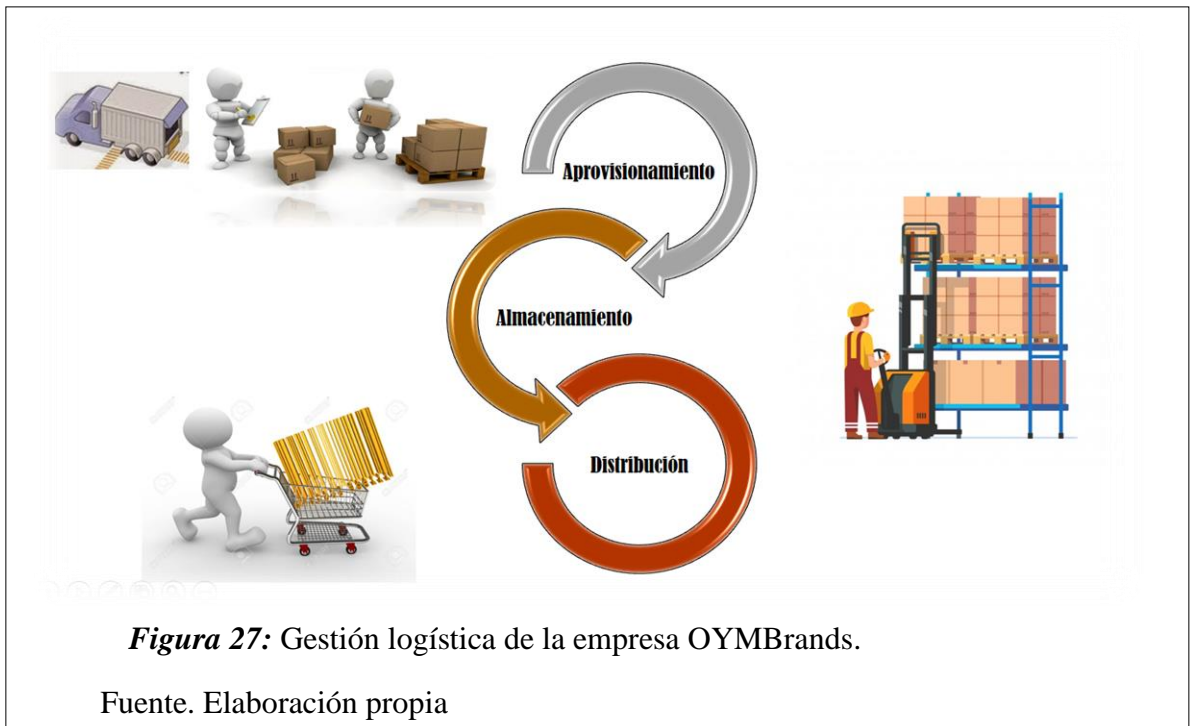 Aprovisionamiento
Almacenamiento
Distribución
Figura 27: Gestión logística de la empresa OYMBrands.
Fuente. Elaboración propia